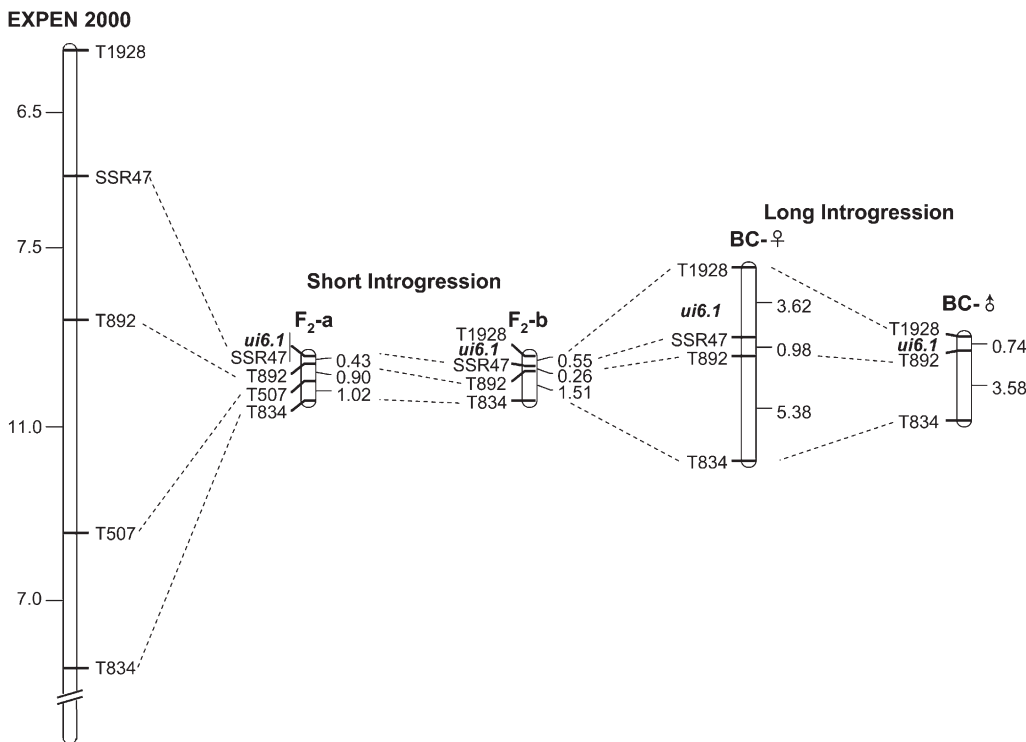 EXPEN 2000
T1928
6.5
SSR47
7.5
T892
11.0
T507
7.0
T834
Short Introgression
F2-a
ui6.1
SSR47
T892
T507
T834
0.43
0.90
1.02
F2-b
T1928
ui6.1
SSR47
T892
T834
0.55
0.26
1.51
Long Introgression
BC-♀
T1928
ui6.1
SSR47
T892
T834
3.62
0.98
5.38
BC-♂
T1928
ui6.1
T892
T834
0.74
3.58